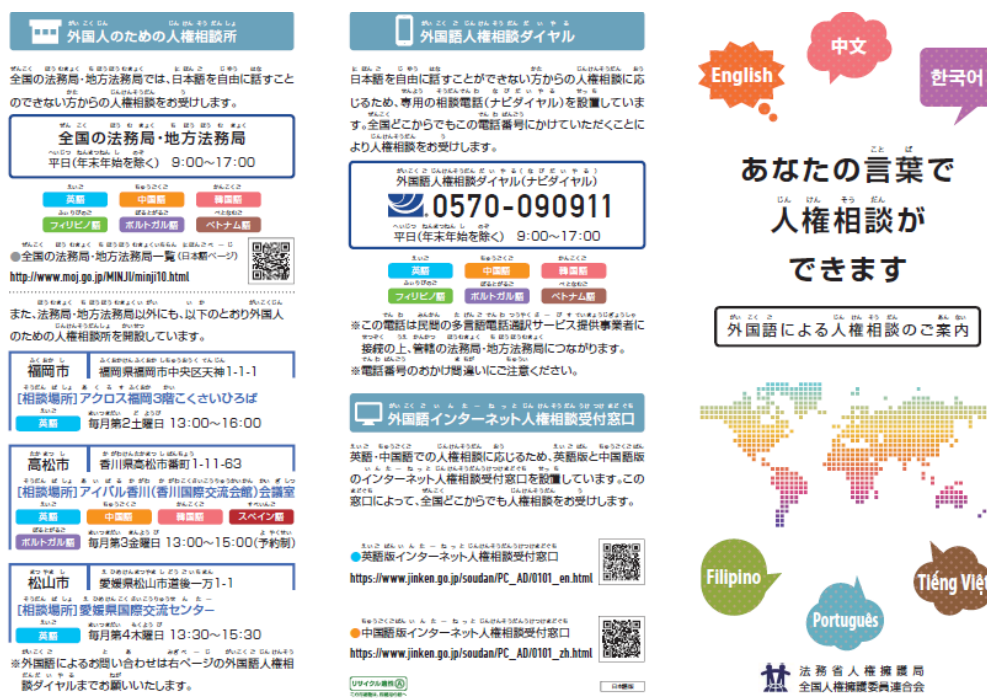 外国人のための人権相談所
全国の法務局・地方法務局では、日本語を自由に話すこと
のできない方からの人権相談をお受けします。
全国の法務局・地方法務局
平日(年末年始を除く) 9:00〜17:00
英語 中国語 韓国語
フィリピノ語 ポルトガル語 ベトナム語
●全国の法務局・地方法務局一覧(日本語ページ)
http://www.moj.go.jp/MINJI/minji10.html
また、法務局・地方法務局以外にも、以下のとおり外国人
のための人権相談所を開設しています。
福岡市 福岡県福岡市中央区天神1-1-1
[相談場所]アクロス福岡3階こくさいひろば
英語 毎月第2土曜日 13:00〜16:00
高松市 香川県高松市番町1-11-63
[相談場所]アイパル香川(香川国際交流会館)会議室
英語 中国語 韓国語 スペイン語
ポルトガル語 毎月第3金曜日 13:00〜15:00(予約制)
松山市 愛媛県松山市道後一万1-1
[相談場所]愛媛県国際交流センター
英語 毎月第4木曜日 13:30〜15:30
※外国語によるお問い合わせは右ページの外国語人権相
談ダイヤルまでお願いいたします。
外国語人権相談ダイヤル
日本語を自由に話すことができない方からの人権相談に応
じるため、専用の相談電話(ナビダイヤル)を設置していま
す。全国どこからでもこの電話番号にかけていただくことに
より人権相談をお受けします。
外国語人権相談ダイヤル(ナビダイヤル)
0570-090911
平日(年末年始を除く) 9:00〜17:00
英語 中国語 韓国語
フィリピノ語 ポルトガル語 ベトナム語
※この電話は民間の多言語電話通訳サービス提供事業者に
接続の上、管轄の法務局・地方法務局につながります。
※電話番号のおかけ間違いにご注意ください。
外国語インターネット人権相談受付窓口
英語・中国語での人権相談に応じるため、英語版と中国語版
のインターネット人権相談受付窓口を設置しています。この
窓口によって、全国どこからでも人権相談をお受けします。
●英語版インターネット人権相談受付窓口
https://www.jinken.go.jp/soudan/PC_AD/0101_en.html
●中国語版インターネット人権相談受付窓口
https://www.jinken.go.jp/soudan/PC_AD/0101_zh.html
リサイクル適性Ⓐ
日本語版
English
中文
한국어
あなたの言葉で
人権相談が
できます
外国語による人権相談のご案内
Filipino
Português
Tiếng Việt
法務省人権擁護局
全国人権擁護委員連合会